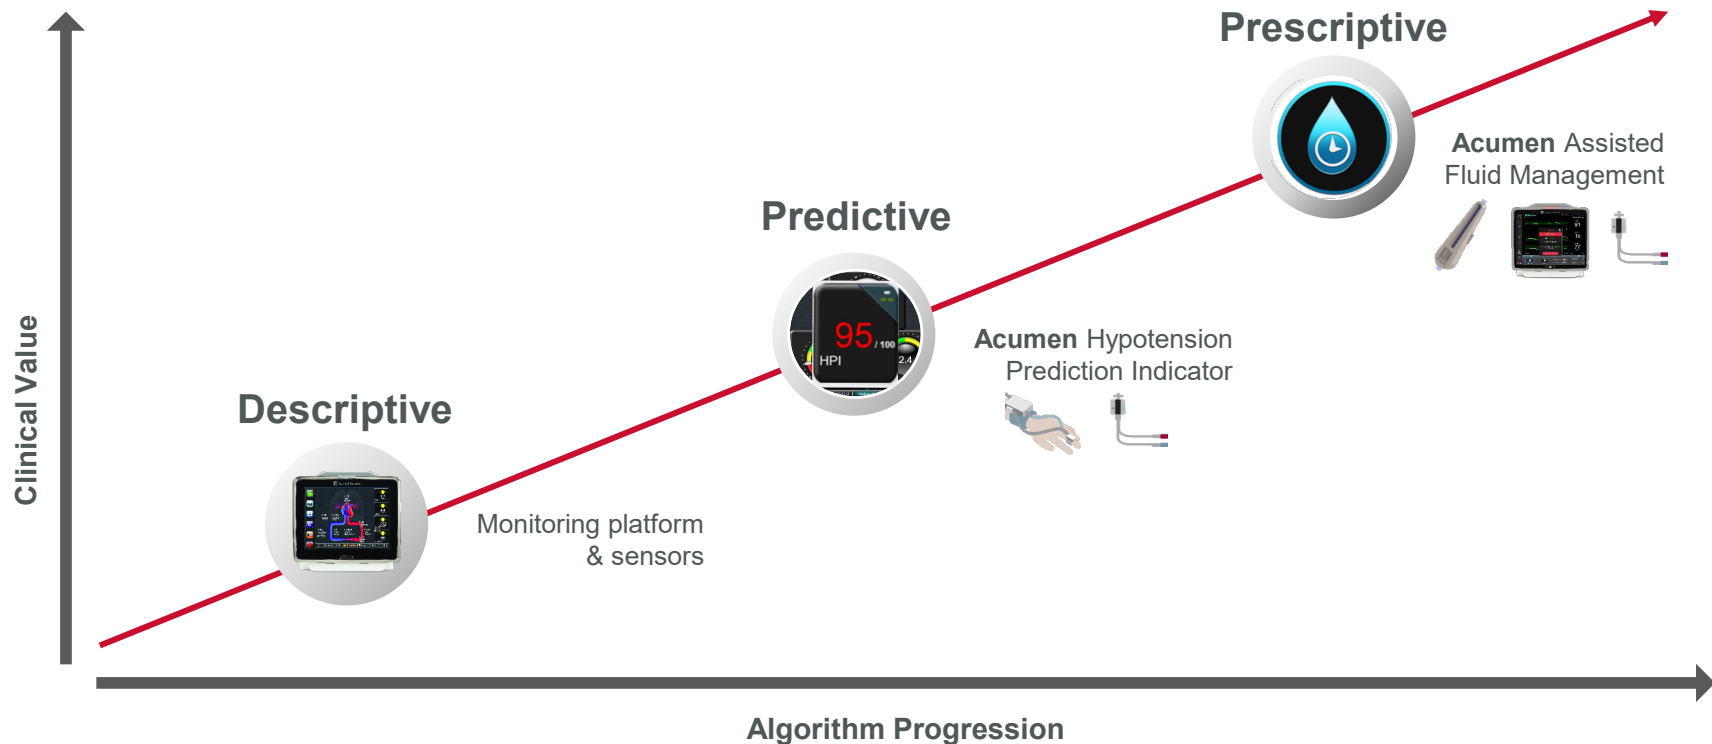 Prescriptive
Acumen Assisted
Fluid Management
Predictive
95 / 100
HPI
2.4
Acumen Hypotension
Prediction Indicator
Descriptive
Monitoring platform
& sensors
Clinical Value
Algorithm Progression